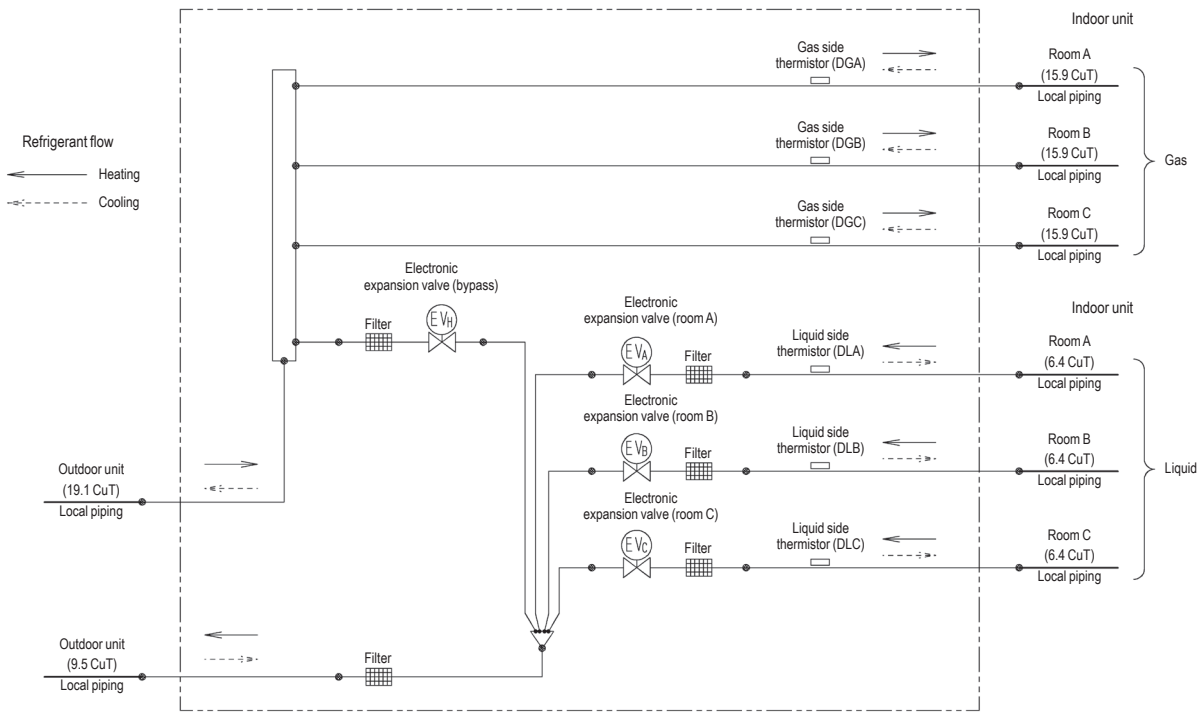 Refrigerant flow
Heating
Cooling
Gas side
thermistor (DGA)
Gas side
thermistor (DGB)
Gas side
thermistor (DGC)
Indoor unit
Room A
(15.9 CuT)
Local piping
Room B
(15.9 CuT)
Local piping
Room C
(15.9 CuT)
Local piping
Gas
Electronic
expansion valve (bypass)
Filter
EVH
Electronic
expansion valve (room A)
EVA
Filter
Liquid side
thermistor (DLA)
Electronic
expansion valve (room B)
EVB
Filter
Liquid side
thermistor (DLB)
Electronic
expansion valve (room C)
EVC
Filter
Liquid side
thermistor (DLC)
Indoor unit
Room A
(6.4 CuT)
Local piping
Room B
(6.4 CuT)
Local piping
Room C
(6.4 CuT)
Local piping
Liquid
Outdoor unit
(19.1 CuT)
Local piping
Outdoor unit
(9.5 CuT)
Local piping
Filter